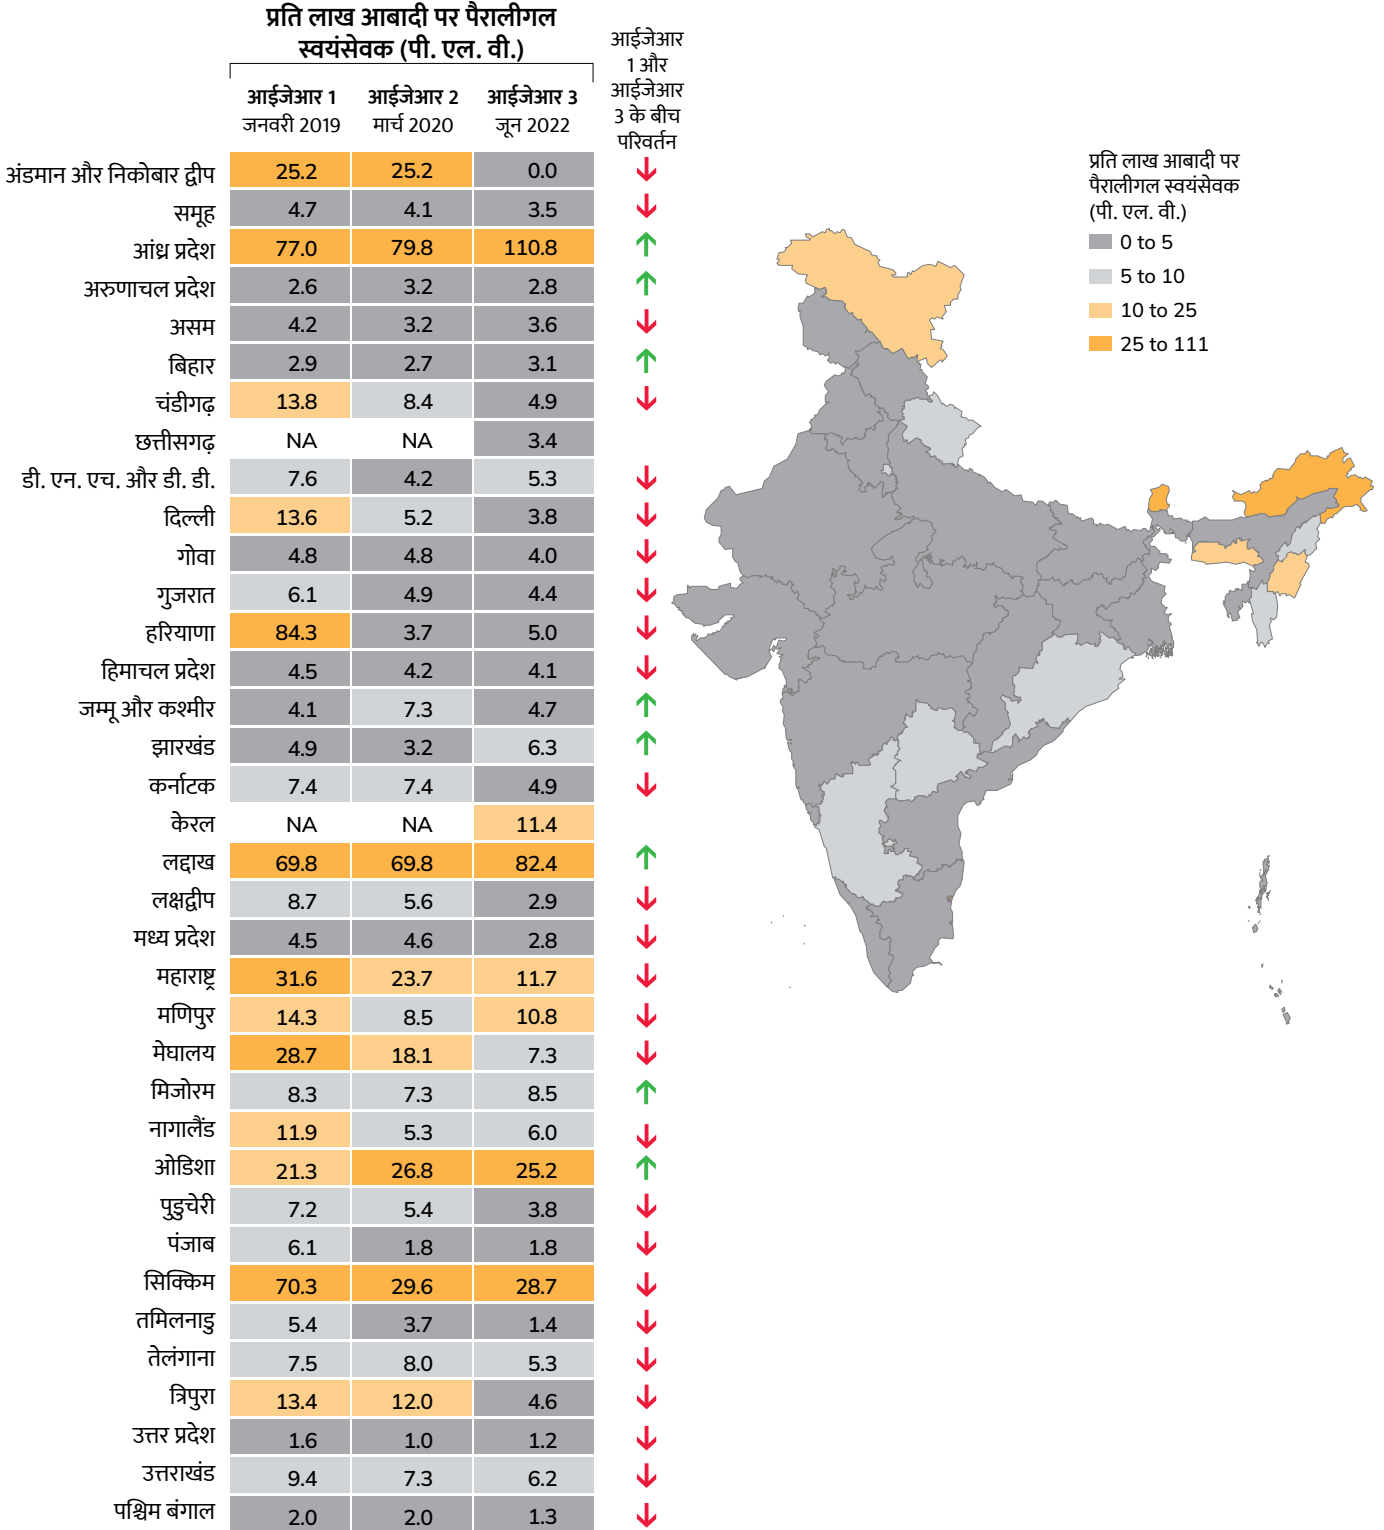 प्रति लाख आबादी पर पैरालीगल
स्वयंसेवक (पी. एल. वी.)
आईजेआर
1 और
आईजेआर
3 के बीच
परिवर्तन
आईजेआर 1 आईजेआर 2 आईजेआर 3
जनवरी 2019 मार्च 2020 जून 2022
अंडमान और निकोबार द्वीप 25.2 25.2 0.0
समूह 4.7 4.1 3.5
आंध्र प्रदेश 77.0 79.8 110.8
अरुणाचल प्रदेश 2.6 3.2 2.8
असम 4.2 3.2 3.6
बिहार 2.9 2.7 3.1
चंडीगढ़ 13.8 8.4 4.9
छत्तीसगढ़ NA NA 3.4
डी. एन. एच. और डी. डी. 7.6 4.2 5.3
दिल्ली 13.6 5.2 3.8
गोवा 4.8 4.8 4.0
गुजरात 6.1 4.9 4.4
हरियाणा 84.3 3.7 5.0
हिमाचल प्रदेश 4.5 4.2 4.1
जम्मू और कश्मीर 4.1 7.3 4.7
झारखंड 4.9 3.2 6.3
कर्नाटक 7.4 7.4 4.9
केरल NA NA 11.4
लद्दाख 69.8 69.8 82.4
लक्षद्वीप 8.7 5.6 2.9
मध्य प्रदेश 4.5 4.6 2.8
महाराष्ट्र 31.6 23.7 11.7
मणिपुर 14.3 8.5 10.8
मेघालय 28.7 18.1 7.3
मिजोरम 8.3 7.3 8.5
नागालैंड 11.9 5.3 6.0
ओडिशा 21.3 26.8 25.2
पुडुचेरी 7.2 5.4 3.8
पंजाब 6.1 1.8 1.8
सिक्किम 70.3 29.6 28.7
तमिलनाडु 5.4 3.7 1.4
तेलंगाना 7.5 8.0 5.3
त्रिपुरा 13.4 12.0 4.6
उत्तर प्रदेश 1.6 1.0 1.2
उत्तराखंड 9.4 7.3 6.2
पश्चिम बंगाल 2.0 2.0 1.3
प्रति लाख आबादी पर
पैरालीगल स्वयंसेवक
(पी. एल. वी.)
0 to 5
5 to 10
10 to 25
25 to 111